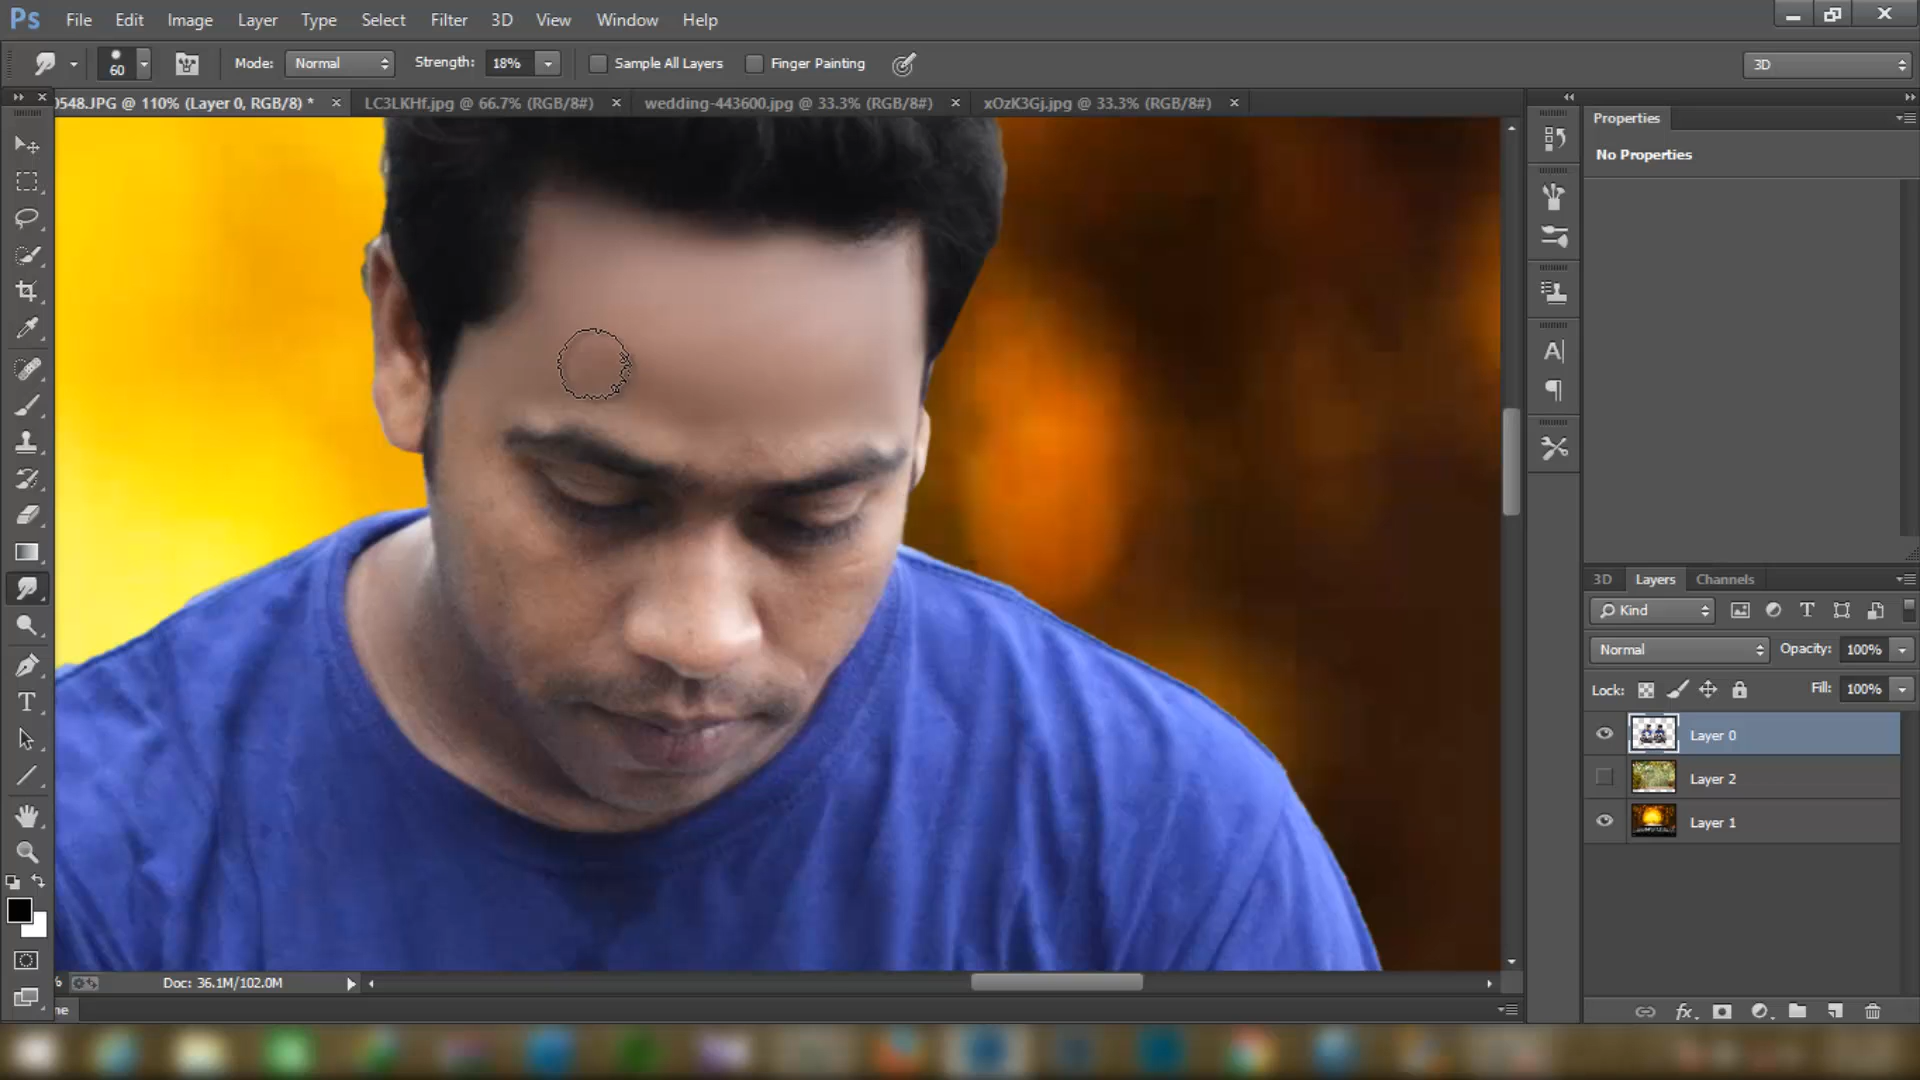 Ps File Edit Image Layer Type Select Filter 3D View Window Help
60 Mode: Normal Strength: 18% Sample All Layers Finger Painting 3D
0548.JPG @ 110% (Layer 0, RGB/8) * LC3LKHf.jpg @ 66.7% (RGB/8#) wedding-443600.jpg @ 33.3% (RGB/8#) xOzK3Gj.jpg @ 33.3% (RGB/8#)
Properties
No Properties
3D Layers Channels
Kind
Normal Opacity: 100%
Lock: Fill: 100%
Layer 0
Layer 2
Layer 1
% Doc: 36.1M/102.0M
ne